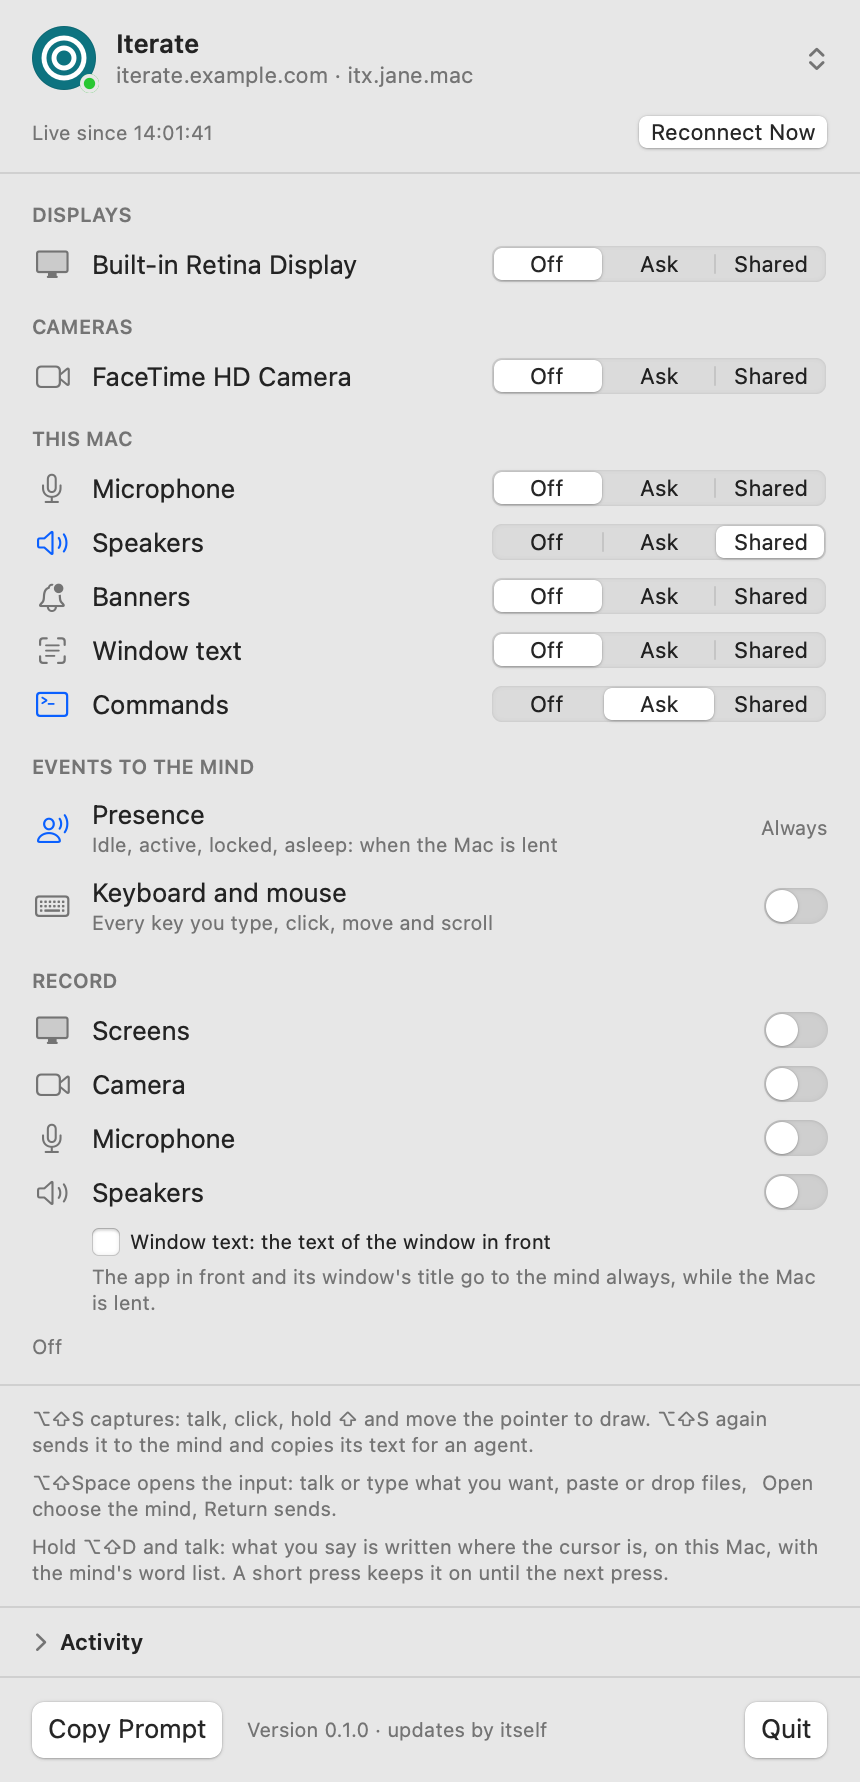 Iterate
iterate.example.com · itx.jane.mac
Live since 14:01:41
Reconnect Now
DISPLAYS
Built-in Retina Display Off Ask Shared
CAMERAS
FaceTime HD Camera Off Ask Shared
THIS MAC
Microphone Off Ask Shared
Speakers Off Ask Shared
Banners Off Ask Shared
Window text Off Ask Shared
Commands Off Ask Shared
EVENTS TO THE MIND
Presence
Idle, active, locked, asleep: when the Mac is lent
Always
Keyboard and mouse
Every key you type, click, move and scroll
RECORD
Screens
Camera
Microphone
Speakers
Window text: the text of the window in front
The app in front and its window's title go to the mind always, while the Mac
is lent.
Off
⌥⇧S captures: talk, click, hold ⇧ and move the pointer to draw. ⌥⇧S again
sends it to the mind and copies its text for an agent.
⌥⇧Space opens the input: talk or type what you want, paste or drop files, Open
choose the mind, Return sends.
Hold ⌥⇧D and talk: what you say is written where the cursor is, on this Mac, with
the mind's word list. A short press keeps it on until the next press.
Activity
Copy Prompt Version 0.1.0 · updates by itself Quit